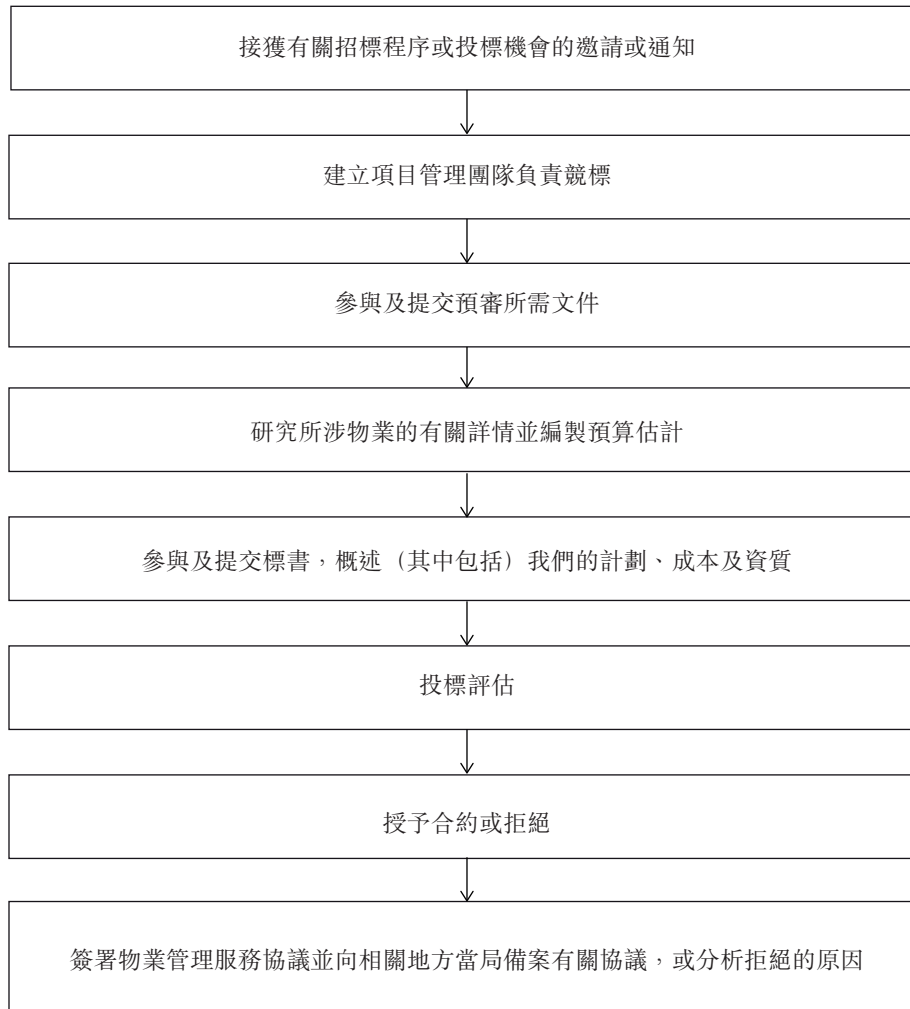 接獲有關招標程序或投標機會的邀請或通知
建立項目管理團隊負責競標
參與及提交預審所需文件
研究所涉物業的有關詳情並編製預算估計
參與及提交標書，概述（其中包括）我們的計劃、成本及資質
投標評估
授予合約或拒絕
簽署物業管理服務協議並向相關地方當局備案有關協議，或分析拒絕的原因